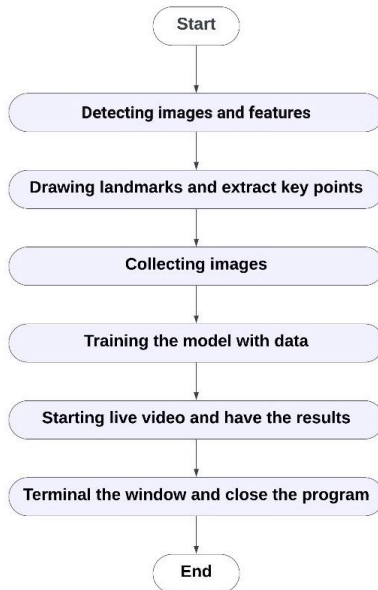 Start
Detecting images and features
Drawing landmarks and extract key points
Collecting images
Training the model with data
Starting live video and have the results
Terminal the window and close the program
End